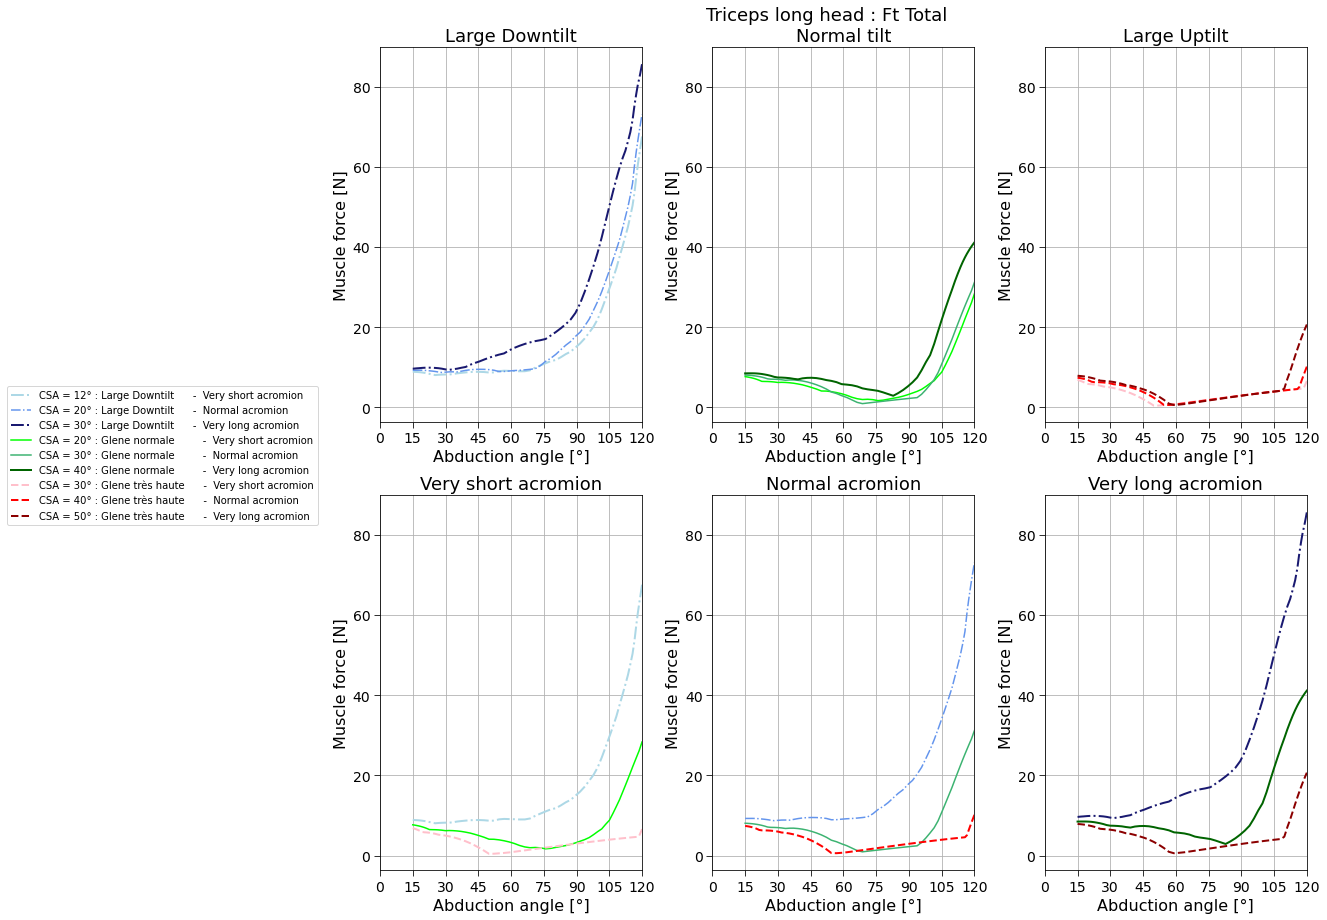 Triceps long head : Ft Total
Large Downtilt
Normal tilt
Large Uptilt
80
60
40
20
0
Muscle force [N]
0 15 30 45 60 75 90 105 120
Abduction angle [°]
80
60
40
20
0
Muscle force [N]
0 15 30 45 60 75 90 105 120
Abduction angle [°]
80
60
40
20
0
Muscle force [N]
0 15 30 45 60 75 90 105 120
Abduction angle [°]
CSA = 12° : Large Downtilt - Very short acromion
CSA = 20° : Large Downtilt - Normal acromion
CSA = 30° : Large Downtilt - Very long acromion
CSA = 20° : Glene normale - Very short acromion
CSA = 30° : Glene normale - Normal acromion
CSA = 40° : Glene normale - Very long acromion
CSA = 30° : Glene très haute - Very short acromion
CSA = 40° : Glene très haute - Normal acromion
CSA = 50° : Glene très haute - Very long acromion
Very short acromion
Normal acromion
Very long acromion
80
60
40
20
0
Muscle force [N]
0 15 30 45 60 75 90 105 120
Abduction angle [°]
80
60
40
20
0
Muscle force [N]
0 15 30 45 60 75 90 105 120
Abduction angle [°]
80
60
40
20
0
Muscle force [N]
0 15 30 45 60 75 90 105 120
Abduction angle [°]